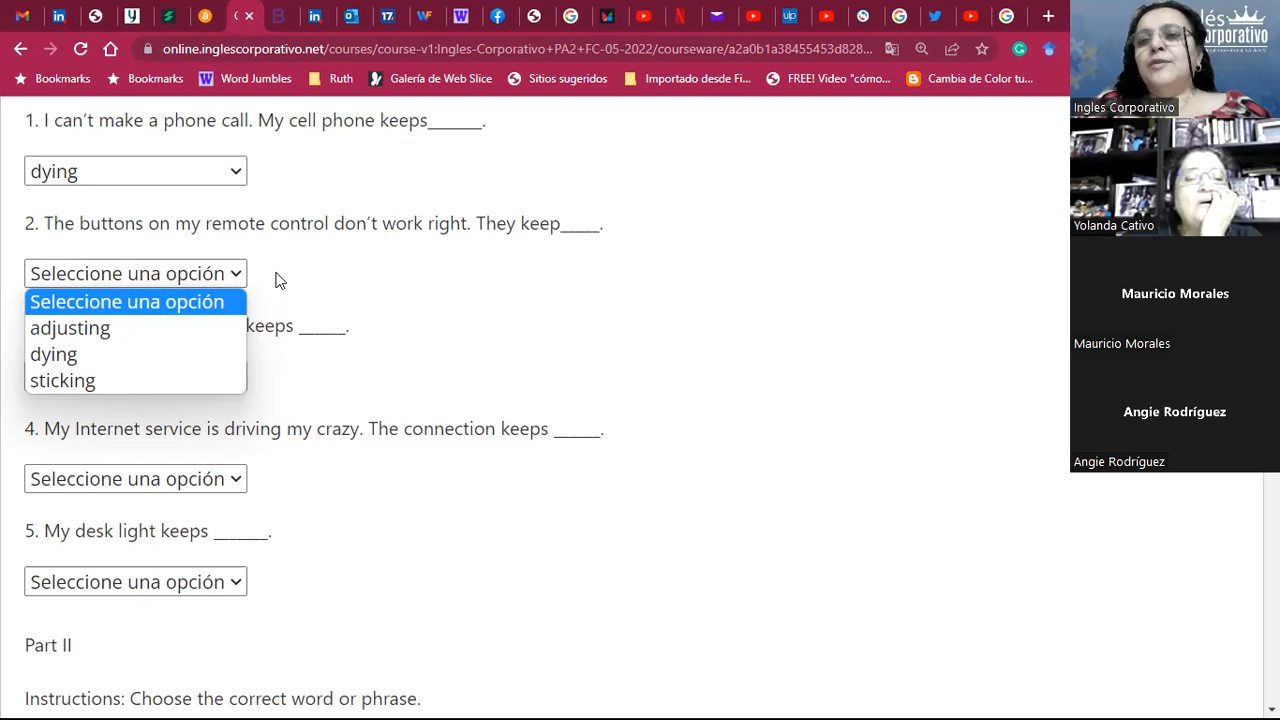 online.inglescorporativo.net/courses/course-v1:Ingles-Corporativo+PA2+FC-05-2022/courseware/a2a0b1a38455453d828...
Bookmarks Bookmarks Word Jumbles Ruth Galería de Web Slice Sitios sugeridos Importado desde Fi... FREE! Video "cómo... Cambia de Color tu...
1. I can't make a phone call. My cell phone keeps_______.
dying
2. The buttons on my remote control don't work right. They keep_____.
Seleccione una opción
Seleccione una opción
adjusting
dying
sticking
keeps ______.
4. My Internet service is driving my crazy. The connection keeps ______.
Seleccione una opción
5. My desk light keeps _______.
Seleccione una opción
Part II
Instructions: Choose the correct word or phrase.
Ingles Corporativo
Yolanda Cativo
Mauricio Morales
Mauricio Morales
Angie Rodríguez
Angie Rodríguez